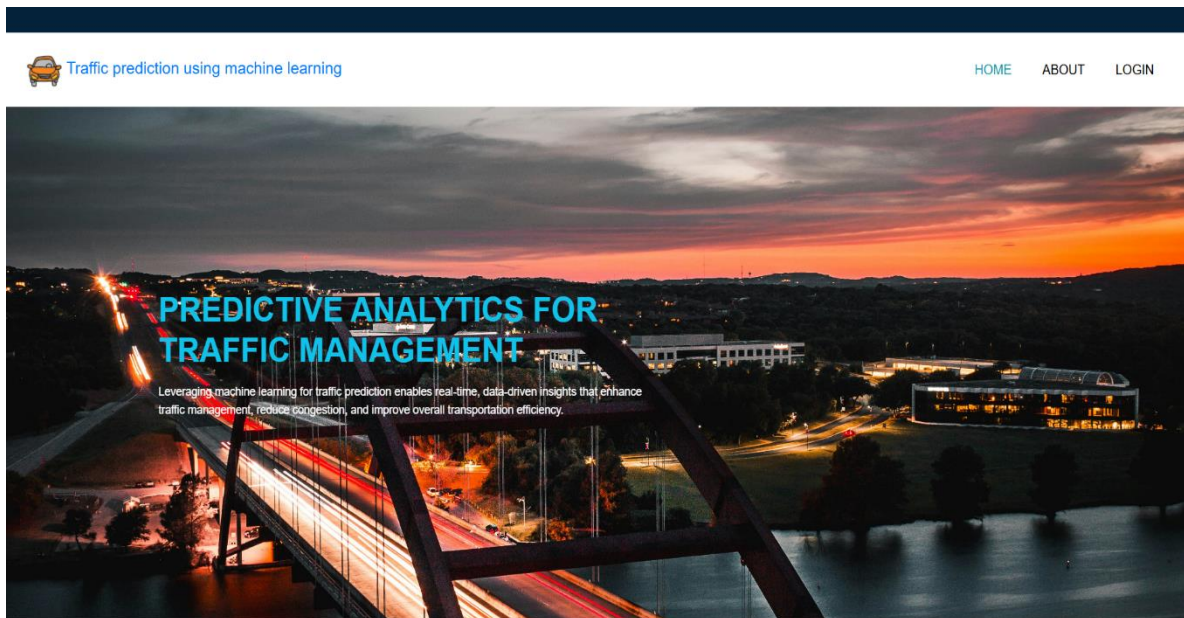 Traffic prediction using machine learning
HOME ABOUT LOGIN
PREDICTIVE ANALYTICS FOR
TRAFFIC MANAGEMENT
Leveraging machine learning for traffic prediction enables real-time, data-driven insights that enhance
traffic management, reduce congestion, and improve overall transportation efficiency.